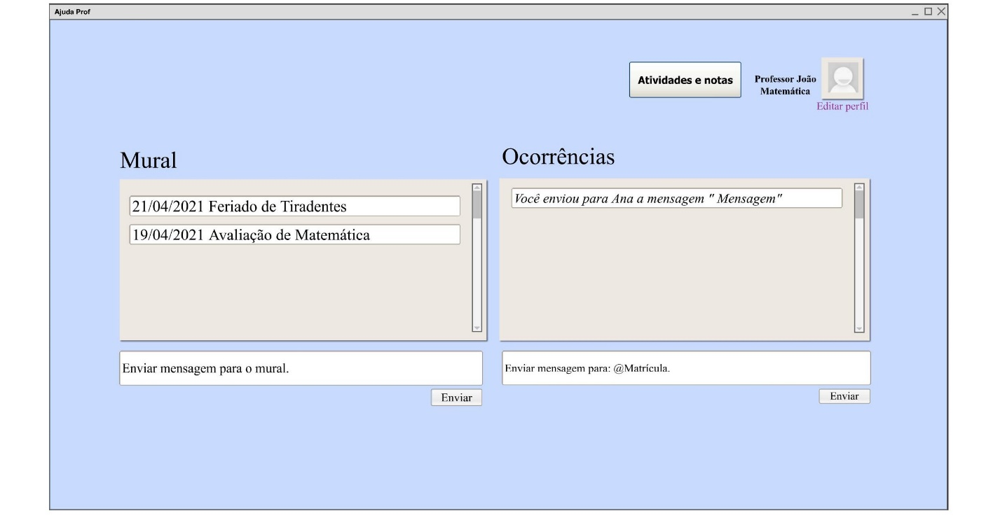 Ajuda Prof
Atividades e notas
Professor João
Matemática
Editar perfil
Mural
21/04/2021 Feriado de Tiradentes
19/04/2021 Avaliação de Matemática
Enviar mensagem para o mural.
Enviar
Ocorrências
Você enviou para Ana a mensagem " Mensagem"
Enviar mensagem para: @Matrícula.
Enviar